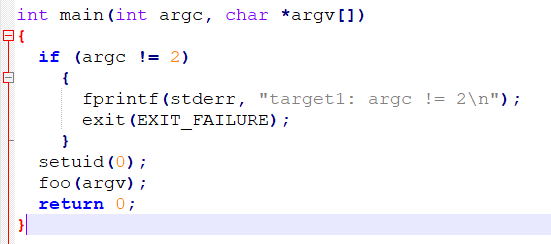 int main(int argc, char *argv[])
{
  if (argc != 2)
    {
      fprintf(stderr, "target1: argc != 2\n");
      exit(EXIT_FAILURE);
    }
  setuid(0);
  foo(argv);
  return 0;
}